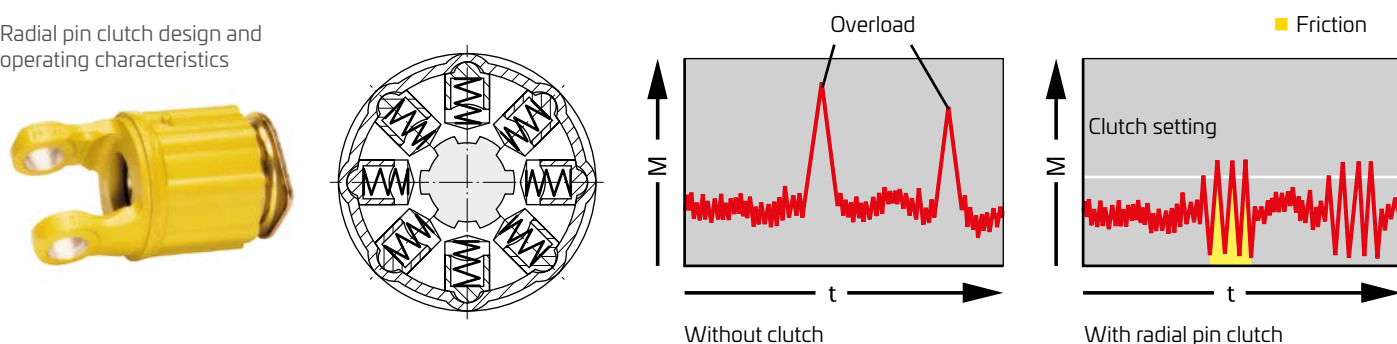 Radial pin clutch design and
operating characteristics
Overload
M
t
Without clutch
Friction
Clutch setting
M
t
With radial pin clutch